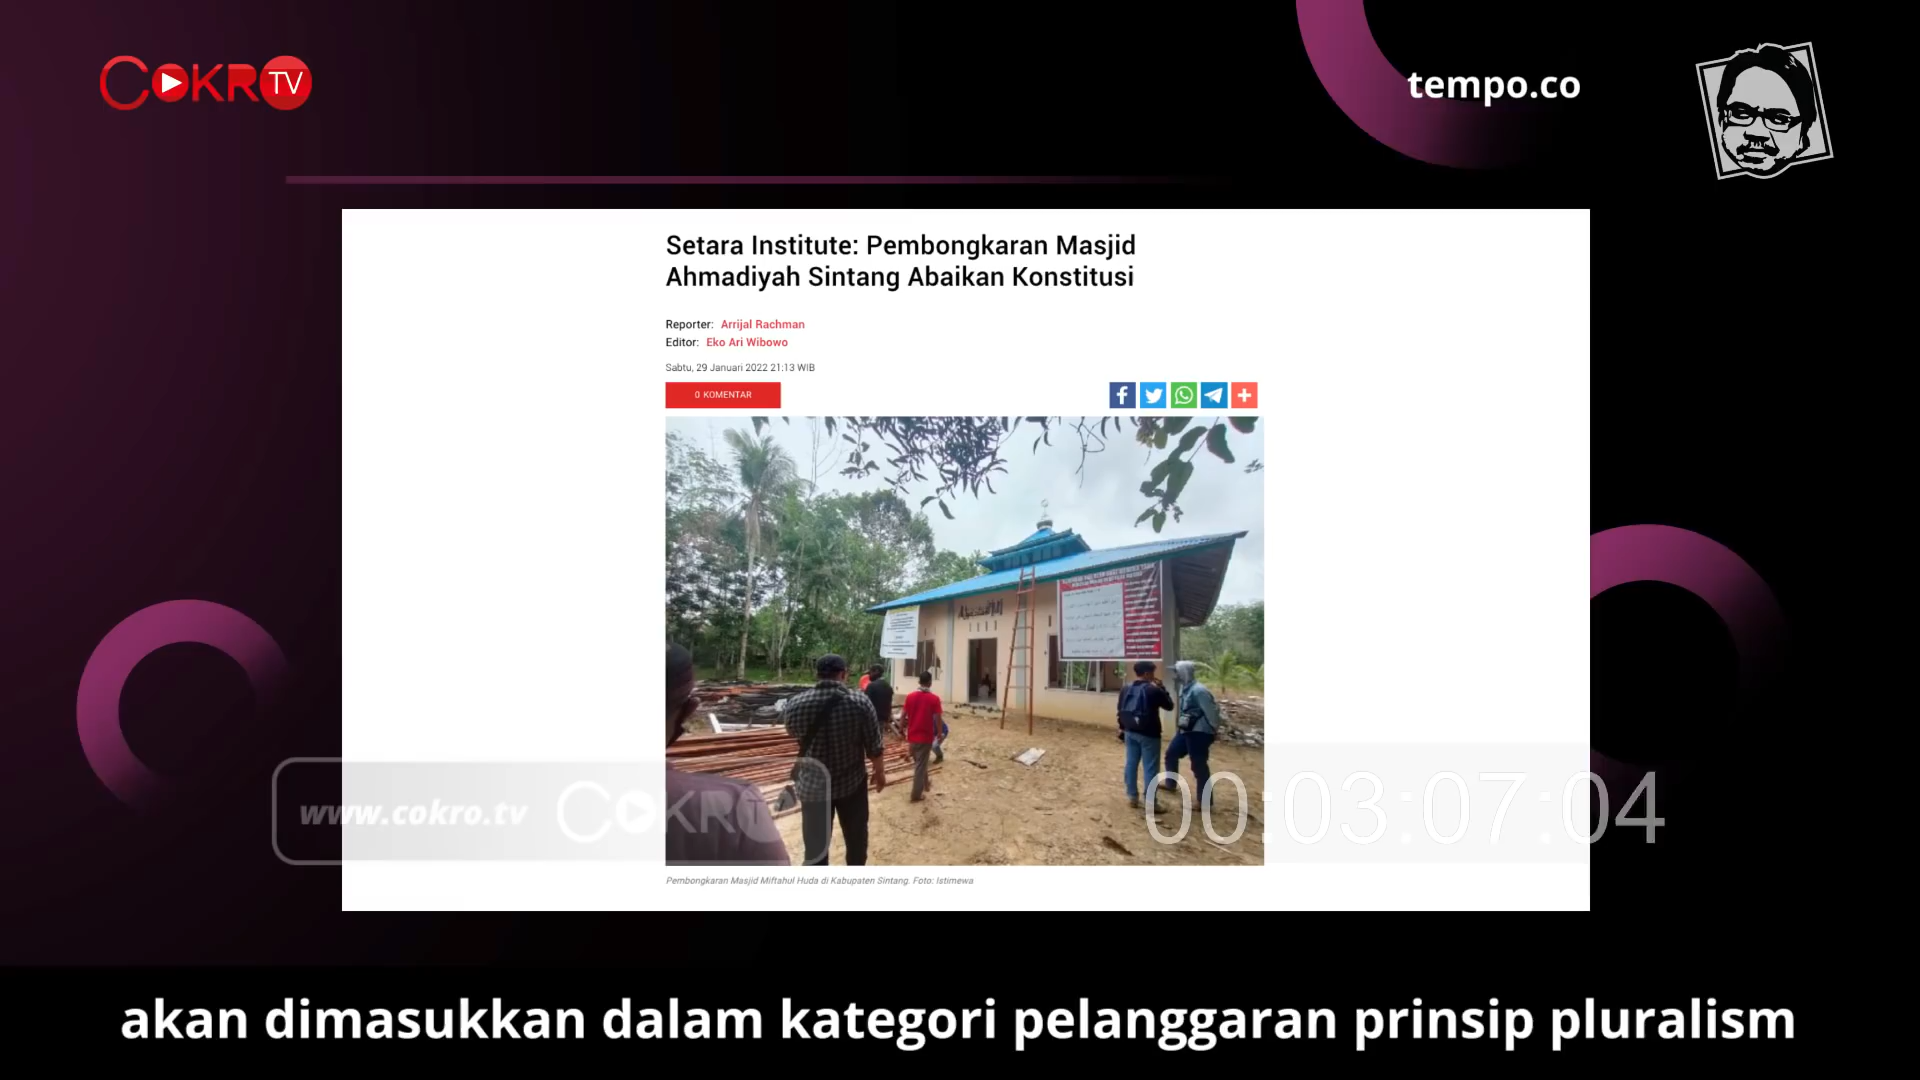 COKRO TV
tempo.co
Setara Institute: Pembongkaran Masjid
Ahmadiyah Sintang Abaikan Konstitusi
Reporter: Arrijal Rachman
Editor: Eko Ari Wibowo
Sabtu, 29 Januari 2022 21:13 WIB
0 KOMENTAR
www.cokro.tv COKRO TV
00:03:07:04
Pembongkaran Masjid Miftahul Huda di Kabupaten Sintang. Foto: Istimewa
akan dimasukkan dalam kategori pelanggaran prinsip pluralism